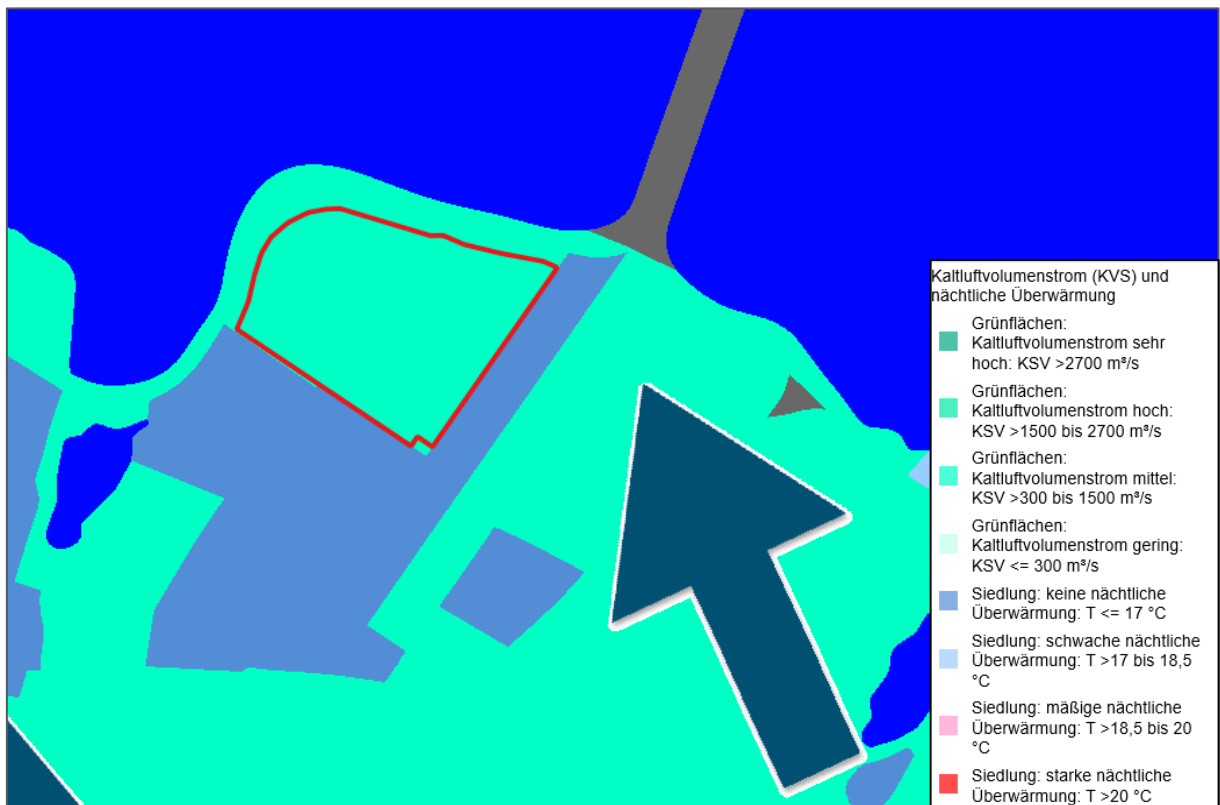 Kaltluftvolumenstrom (KVS) und
nächtliche Überwärmung
Grünflächen:
Kaltluftvolumenstrom sehr
hoch: KSV >2700 m³/s
Grünflächen:
Kaltluftvolumenstrom hoch:
KSV >1500 bis 2700 m³/s
Grünflächen:
Kaltluftvolumenstrom mittel:
KSV >300 bis 1500 m³/s
Grünflächen:
Kaltluftvolumenstrom gering:
KSV <= 300 m³/s
Siedlung: keine nächtliche
Überwärmung: T <= 17 °C
Siedlung: schwache nächtliche
Überwärmung: T >17 bis 18,5
°C
Siedlung: mäßige nächtliche
Überwärmung: T >18,5 bis 20
°C
Siedlung: starke nächtliche
Überwärmung: T >20 °C